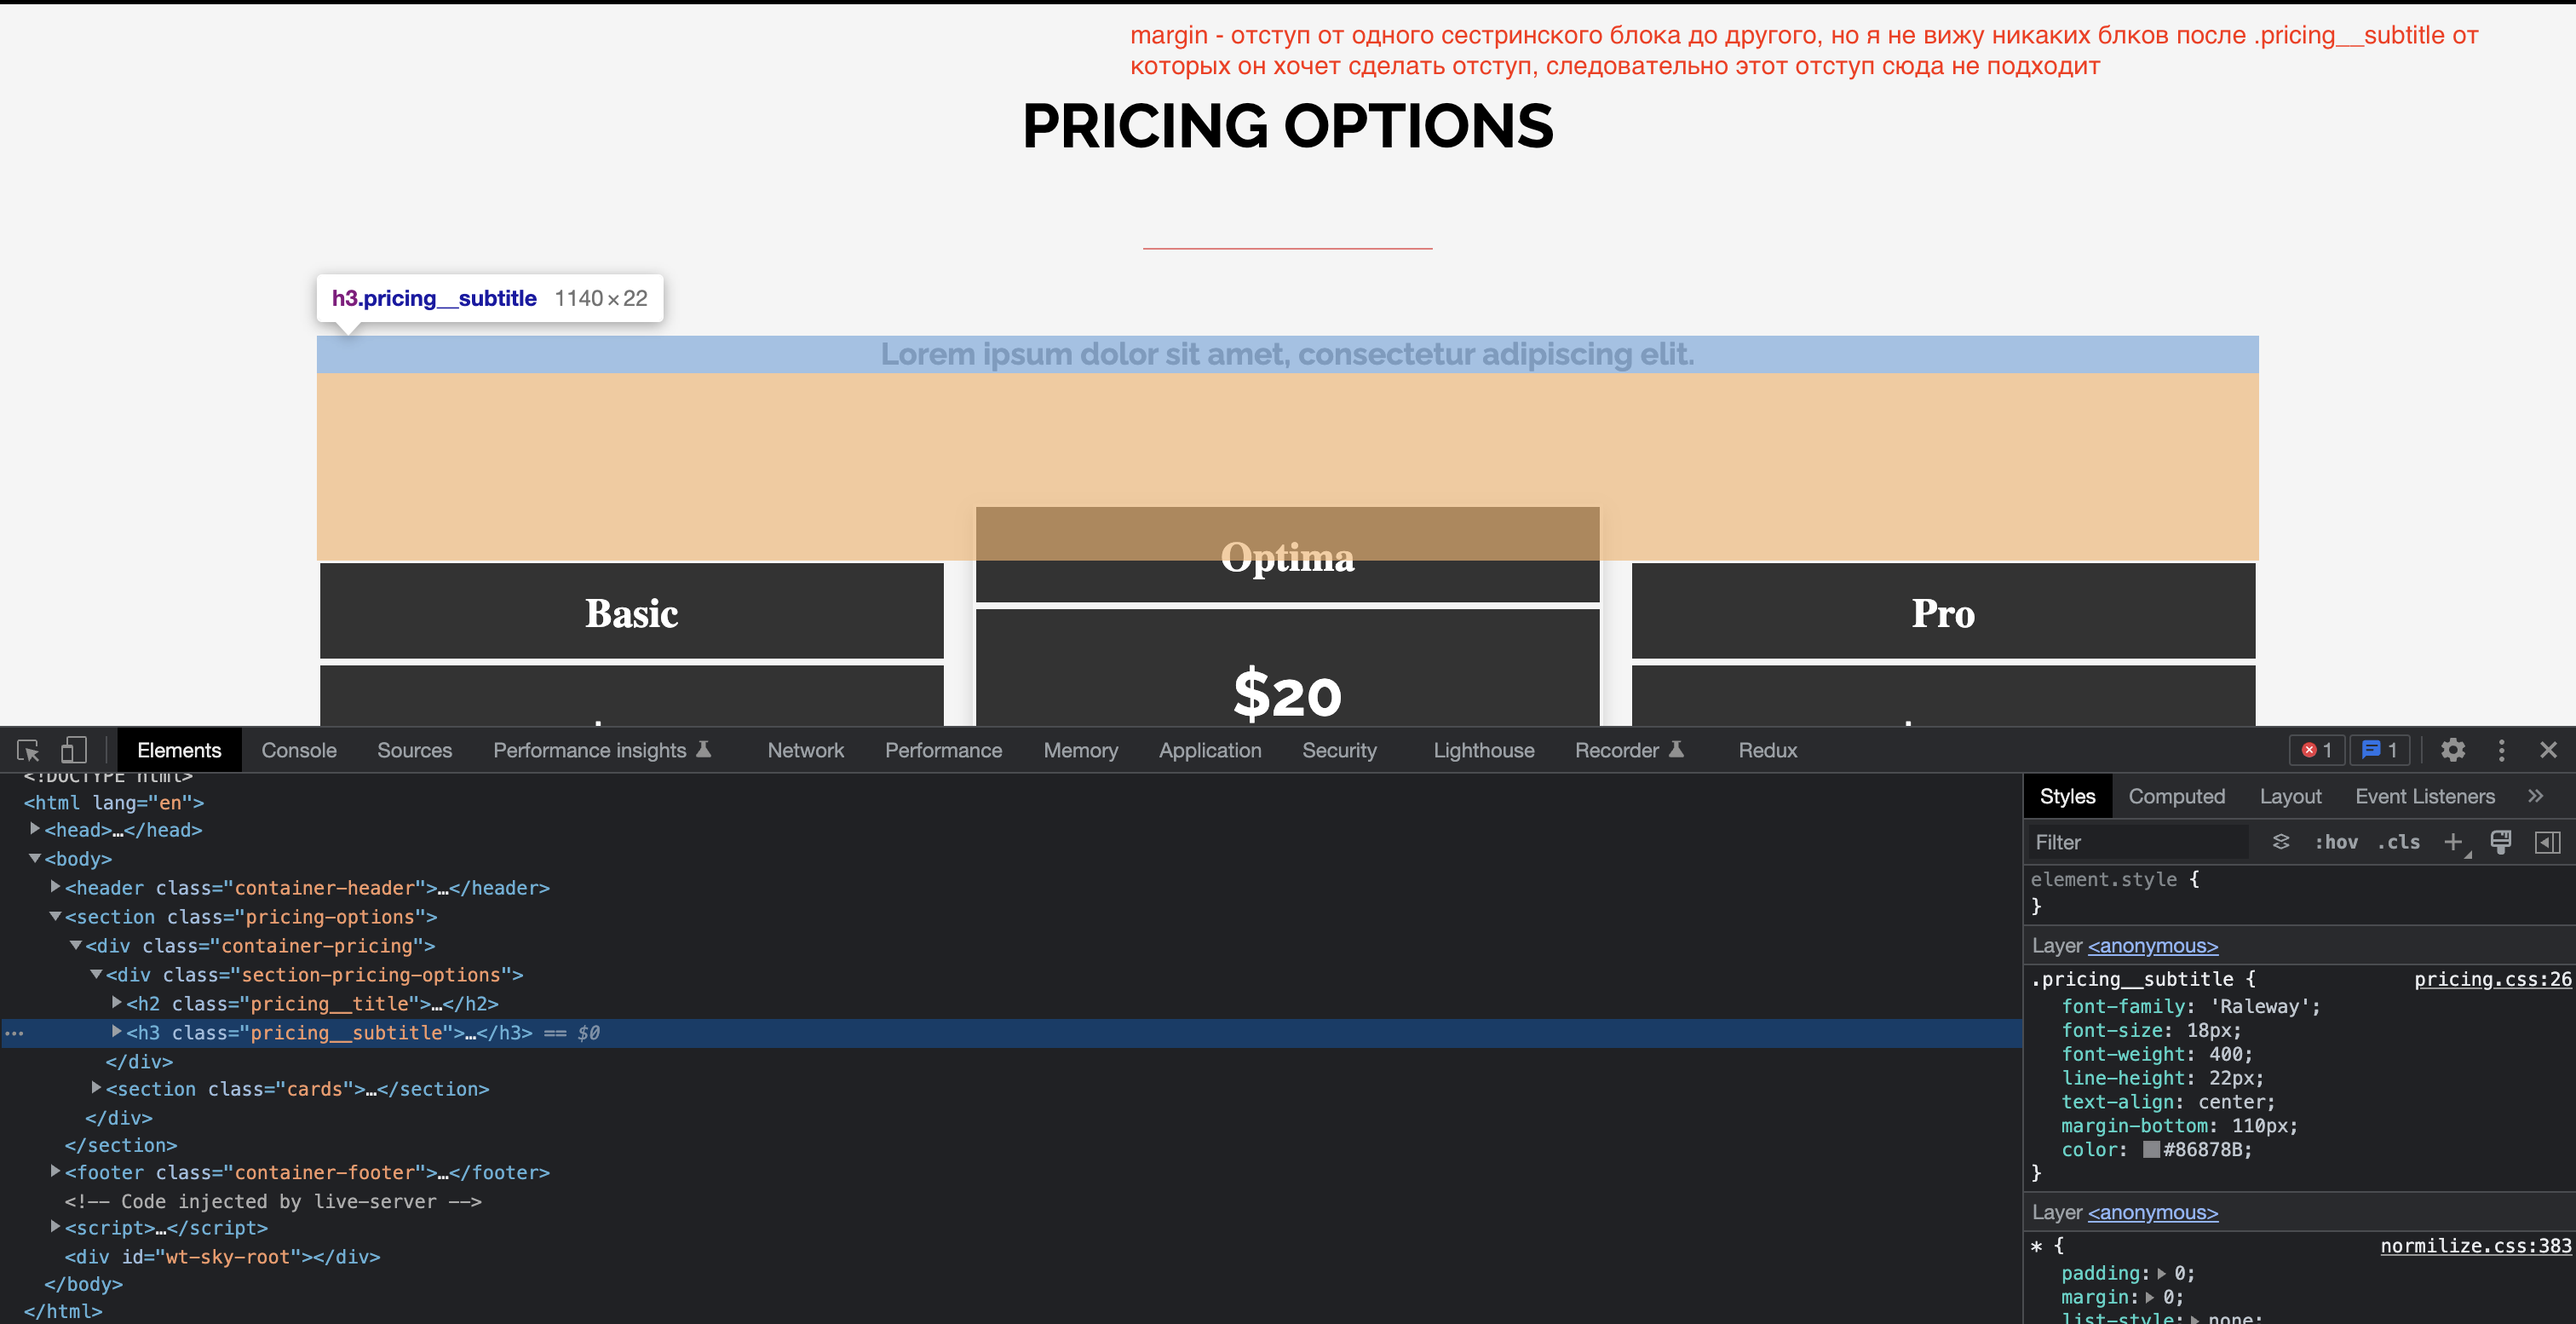 margin - отступ от одного сестринского блока до другого, но я не вижу никаких блков после .pricing__subtitle от
которых он хочет сделать отступ, следовательно этот отступ сюда не подходит
PRICING OPTIONS
h3.pricing__subtitle 1140×22
Lorem ipsum dolor sit amet, consectetur adipiscing elit.
Optima
Basic
Pro
$20
Elements Console Sources Performance insights Network Performance Memory Application Security Lighthouse Recorder Redux 1 1
<!DOCTYPE html>
<html lang="en">
<head>…</head>
<body>
<header class="container-header">…</header>
<section class="pricing-options">
<div class="container-pricing">
<div class="section-pricing-options">
<h2 class="pricing__title">…</h2>
<h3 class="pricing__subtitle">…</h3> == $0
</div>
<section class="cards">…</section>
</div>
</section>
<footer class="container-footer">…</footer>
<!-- Code injected by live-server -->
<script>…</script>
<div id="wt-sky-root"></div>
</body>
</html>
Styles Computed Layout Event Listeners
Filter :hov .cls
element.style {
}
Layer <anonymous>
.pricing__subtitle { pricing.css:26
font-family: 'Raleway';
font-size: 18px;
font-weight: 400;
line-height: 22px;
text-align: center;
margin-bottom: 110px;
color: #86878B;
}
Layer <anonymous>
* { normilize.css:383
padding: 0;
margin: 0;
list-style: none;